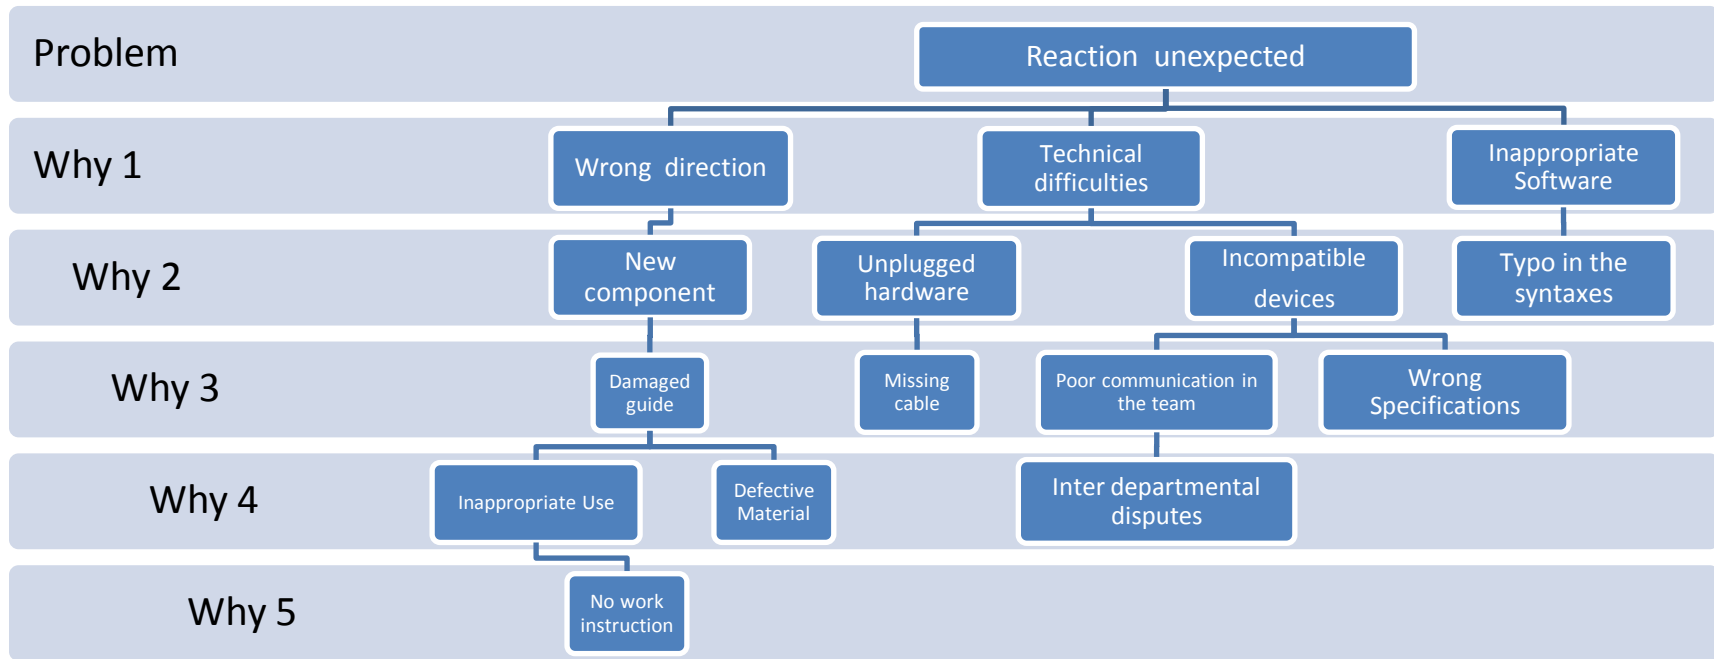 Problem
Reaction unexpected
Why 1
Wrong direction
Technical
difficulties
Inappropriate
Software
Why 2
New
component
Unplugged
hardware
Incompatible
devices
Typo in the
syntaxes
Why 3
Damaged
guide
Missing
cable
Poor communication in
the team
Wrong
Specifications
Why 4
Inappropriate Use
Defective
Material
Inter departmental
disputes
Why 5
No work
instruction